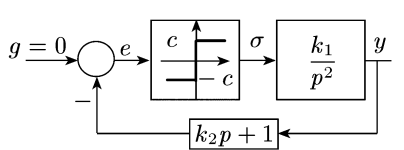 g = 0
e
c
− c
σ
k₁
p²
y
−
k₂p + 1